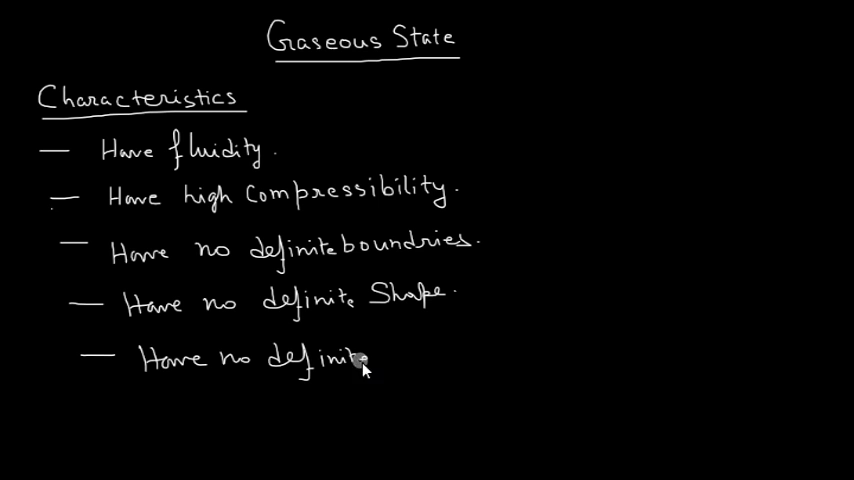 Gaseous State
Characteristics
— Have fluidity.
— Have high Compressibility.
— Have no definite boundries.
— Have no definite Shape.
— Have no definite